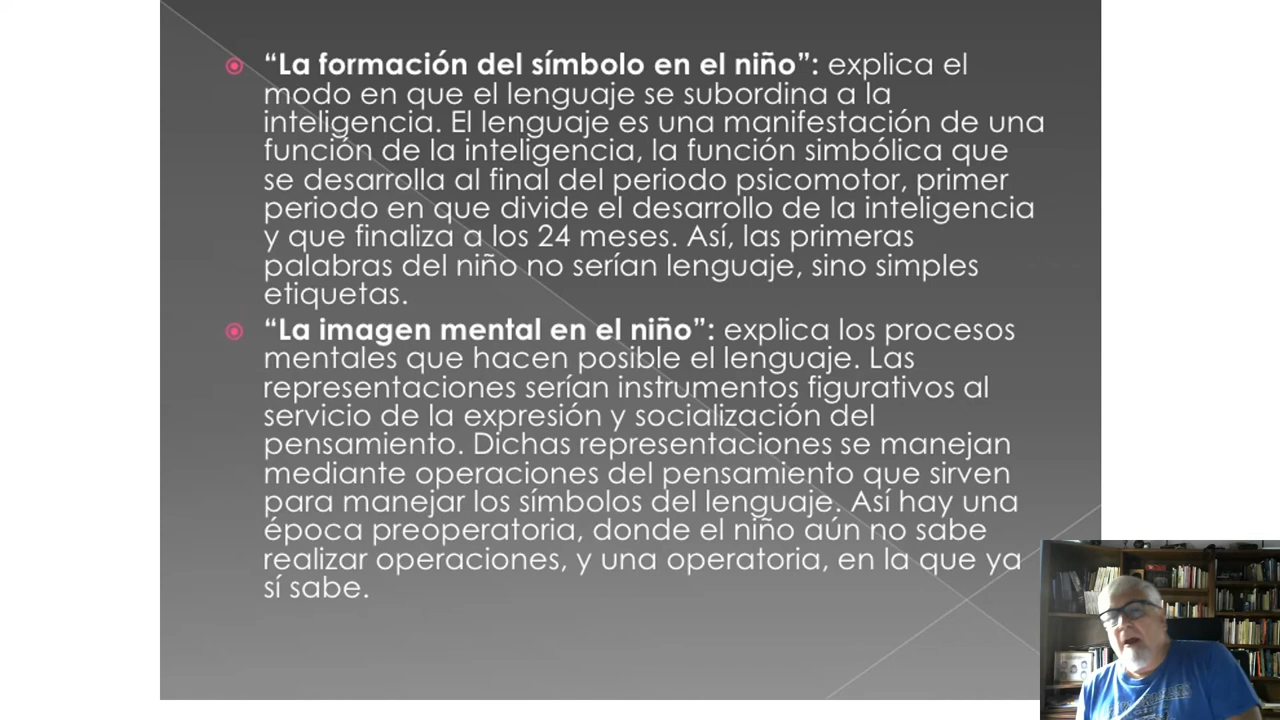 “La formación del símbolo en el niño”: explica el
modo en que el lenguaje se subordina a la
inteligencia. El lenguaje es una manifestación de una
función de la inteligencia, la función simbólica que
se desarrolla al final del periodo psicomotor, primer
periodo en que divide el desarrollo de la inteligencia
y que finaliza a los 24 meses. Así, las primeras
palabras del niño no serían lenguaje, sino simples
etiquetas.
“La imagen mental en el niño”: explica los procesos
mentales que hacen posible el lenguaje. Las
representaciones serían instrumentos figurativos al
servicio de la expresión y socialización del
pensamiento. Dichas representaciones se manejan
mediante operaciones del pensamiento que sirven
para manejar los símbolos del lenguaje. Así hay una
época preoperatoria, donde el niño aún no sabe
realizar operaciones, y una operatoria, en la que ya
sí sabe.